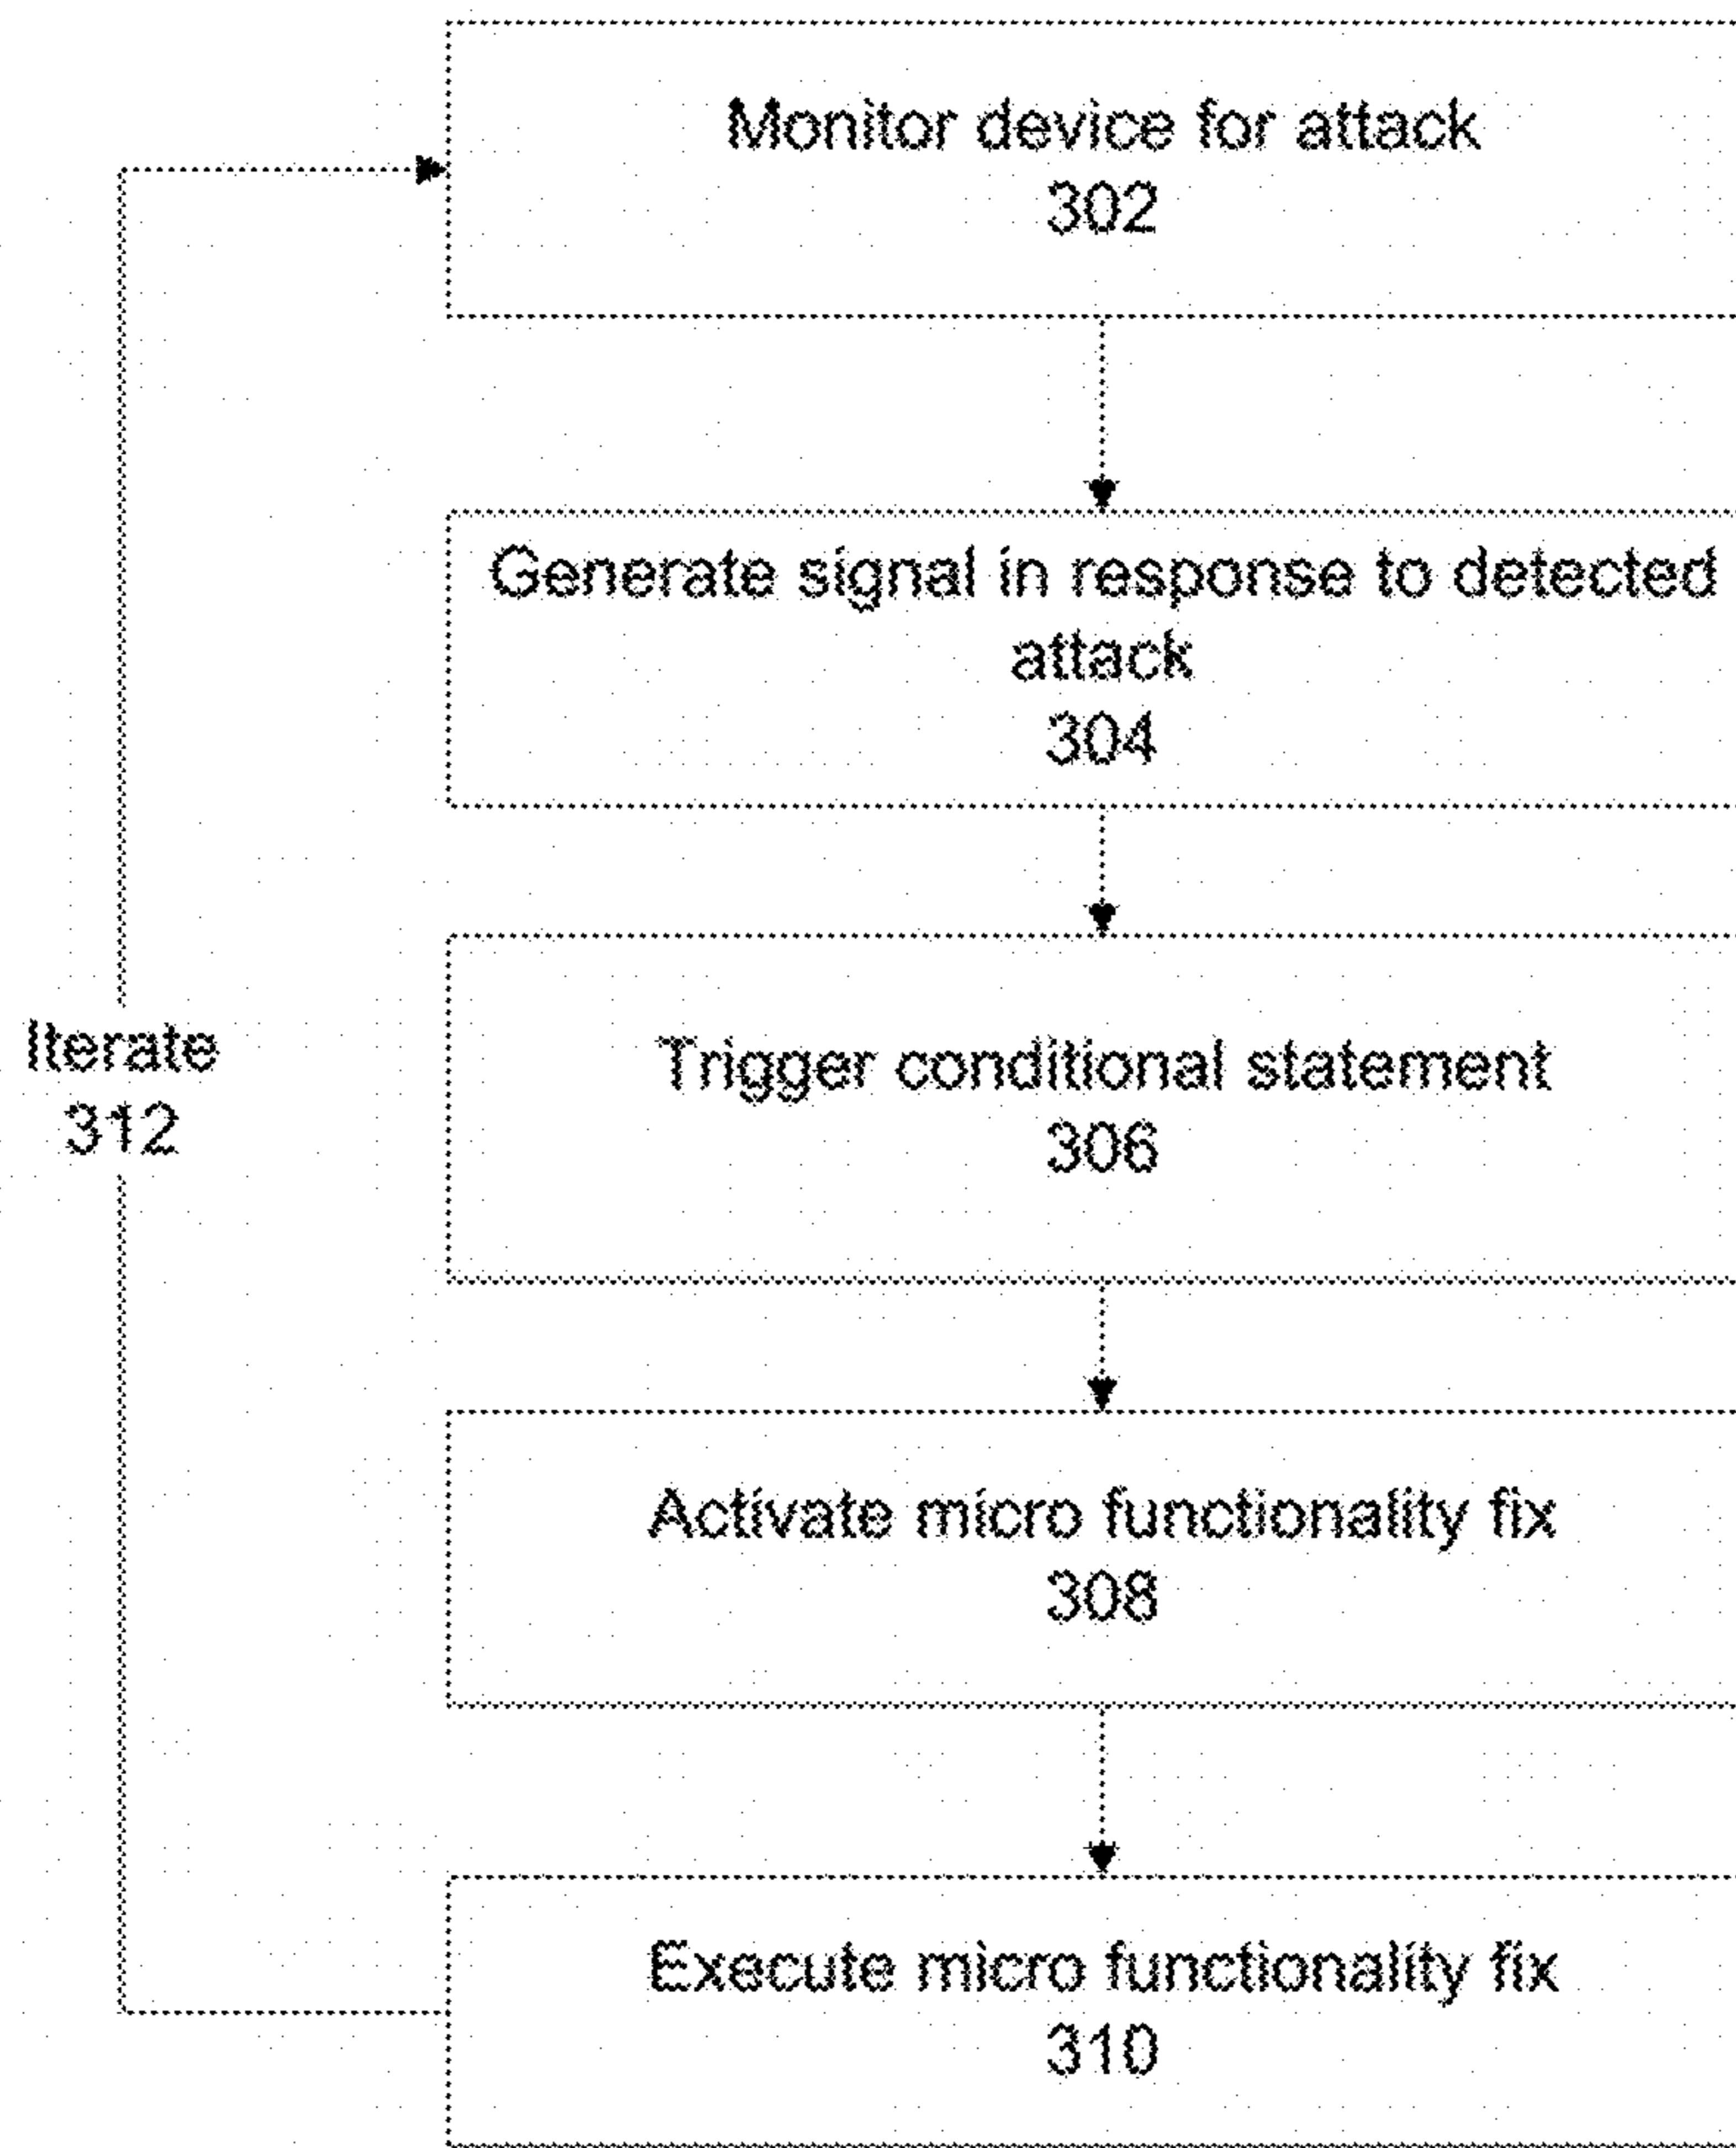 Monitor device for attack
302
Generate signal in response to detected
attack
304
Trigger conditional statement
306
Iterate
312
Activate micro functionality fix
308
Execute micro functionality fix
310